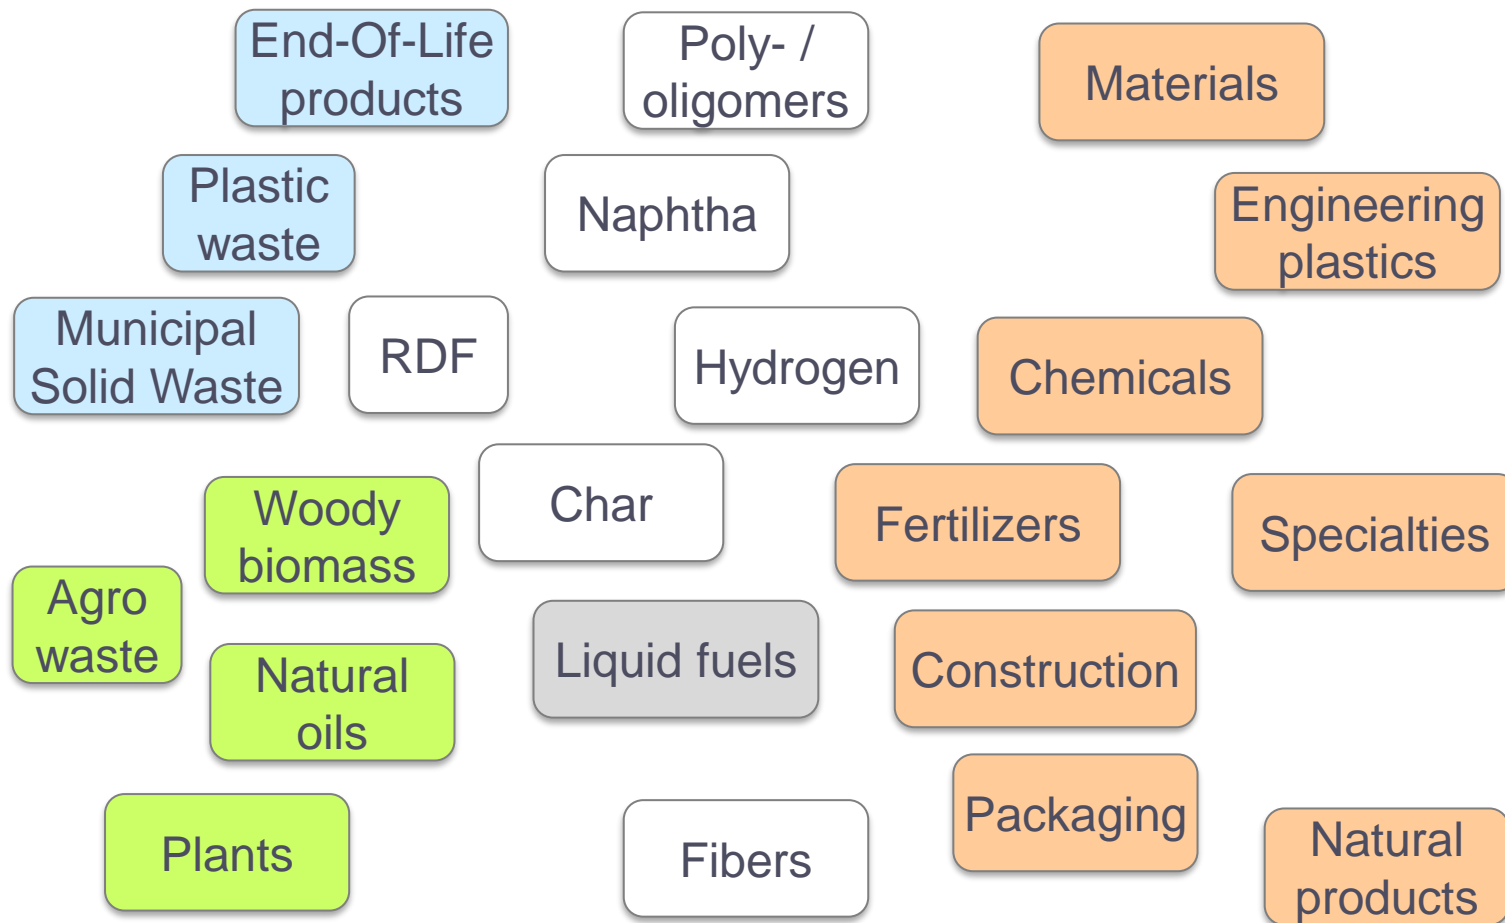 End-Of-Life
products
Poly- /
oligomers
Materials
Plastic
waste
Naphtha
Engineering
plastics
Municipal
Solid Waste
RDF
Hydrogen
Chemicals
Woody
biomass
Char
Fertilizers
Specialties
Agro
waste
Natural
oils
Liquid fuels
Construction
Plants
Fibers
Packaging
Natural
products